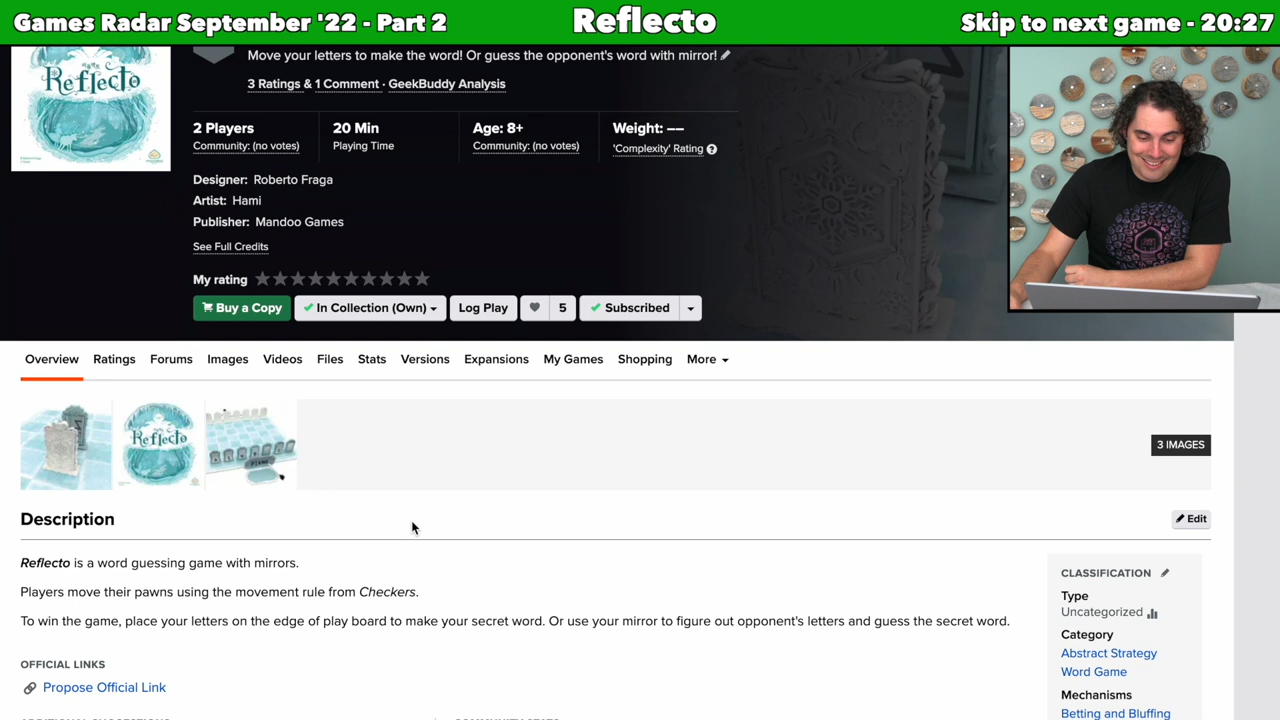 Games Radar September '22 - Part 2
Reflecto
Skip to next game - 20:27
Reflecto
Move your letters to make the word! Or guess the opponent's word with mirror!
3 Ratings & 1 Comment · GeekBuddy Analysis
2 Players
Community: (no votes)
20 Min
Playing Time
Age: 8+
Community: (no votes)
Weight: --
'Complexity' Rating
Designer: Roberto Fraga
Artist: Hami
Publisher: Mandoo Games
See Full Credits
My rating
Buy a Copy
In Collection (Own)
Log Play
5
Subscribed
Overview
Ratings
Forums
Images
Videos
Files
Stats
Versions
Expansions
My Games
Shopping
More
Reflecto
3 IMAGES
Description
Edit
Reflecto is a word guessing game with mirrors.
Players move their pawns using the movement rule from Checkers.
To win the game, place your letters on the edge of play board to make your secret word. Or use your mirror to figure out opponent's letters and guess the secret word.
OFFICIAL LINKS
Propose Official Link
CLASSIFICATION
Type
Uncategorized
Category
Abstract Strategy
Word Game
Mechanisms
Betting and Bluffing